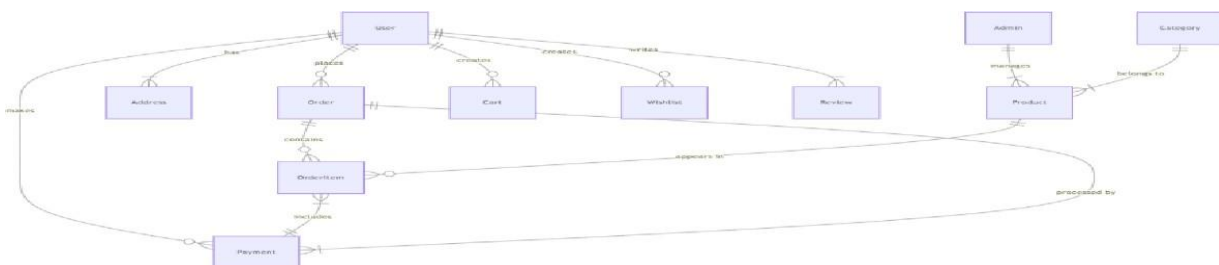 User
Admin
Category
has
places
creates
creates
writes
manages
belongs to
makes
Address
Order
Cart
Wishlist
Review
Product
contains
appears in
OrderItem
processed by
includes
Payment